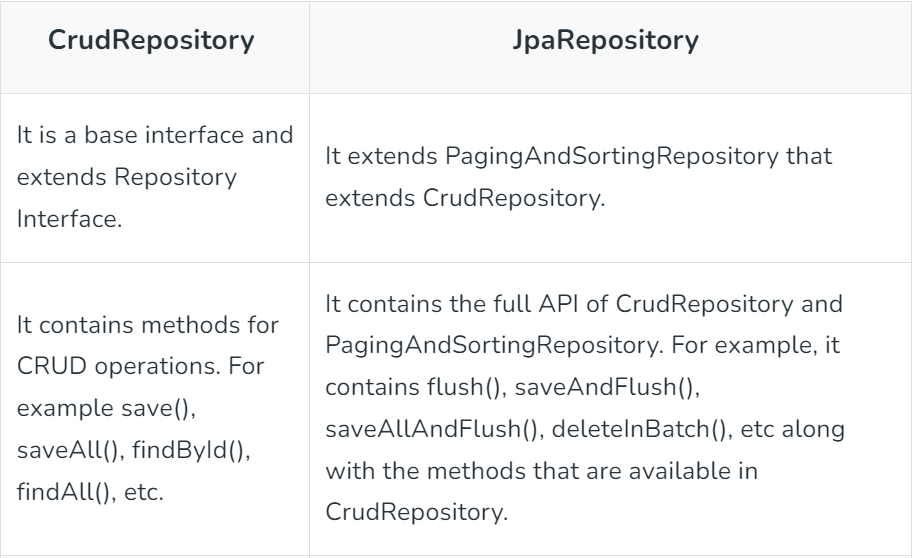 CrudRepository
JpaRepository
It is a base interface and
extends Repository
Interface.
It extends PagingAndSortingRepository that
extends CrudRepository.
It contains methods for
CRUD operations. For
example save(),
saveAll(), findById(),
findAll(), etc.
It contains the full API of CrudRepository and
PagingAndSortingRepository. For example, it
contains flush(), saveAndFlush(),
saveAllAndFlush(), deleteInBatch(), etc along
with the methods that are available in
CrudRepository.